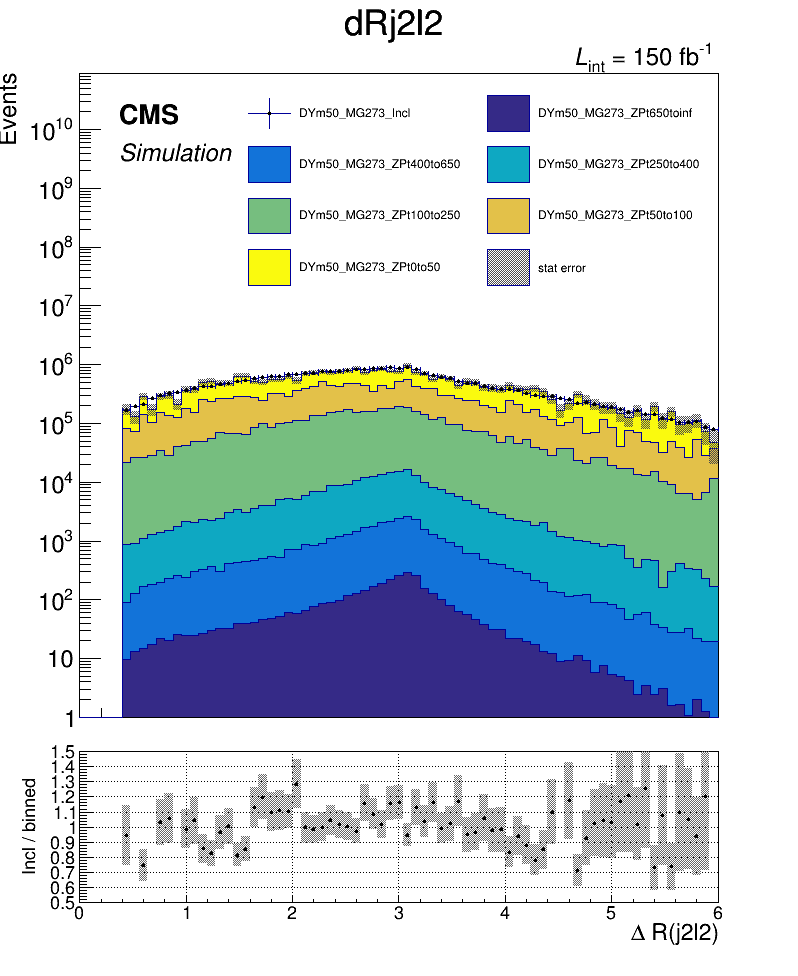 dRj2l2
L_int = 150 fb^-1
Events
CMS
Simulation
DYm50_MG273_Incl
DYm50_MG273_ZPt650toinf
DYm50_MG273_ZPt400to650
DYm50_MG273_ZPt250to400
DYm50_MG273_ZPt100to250
DYm50_MG273_ZPt50to100
DYm50_MG273_ZPt0to50
stat error
10^10
10^9
10^8
10^7
10^6
10^5
10^4
10^3
10^2
10
1
Incl / binned
1.5
1.4
1.3
1.2
1.1
1
0.9
0.8
0.7
0.6
0.5
0 1 2 3 4 5 6
Δ R(j2l2)